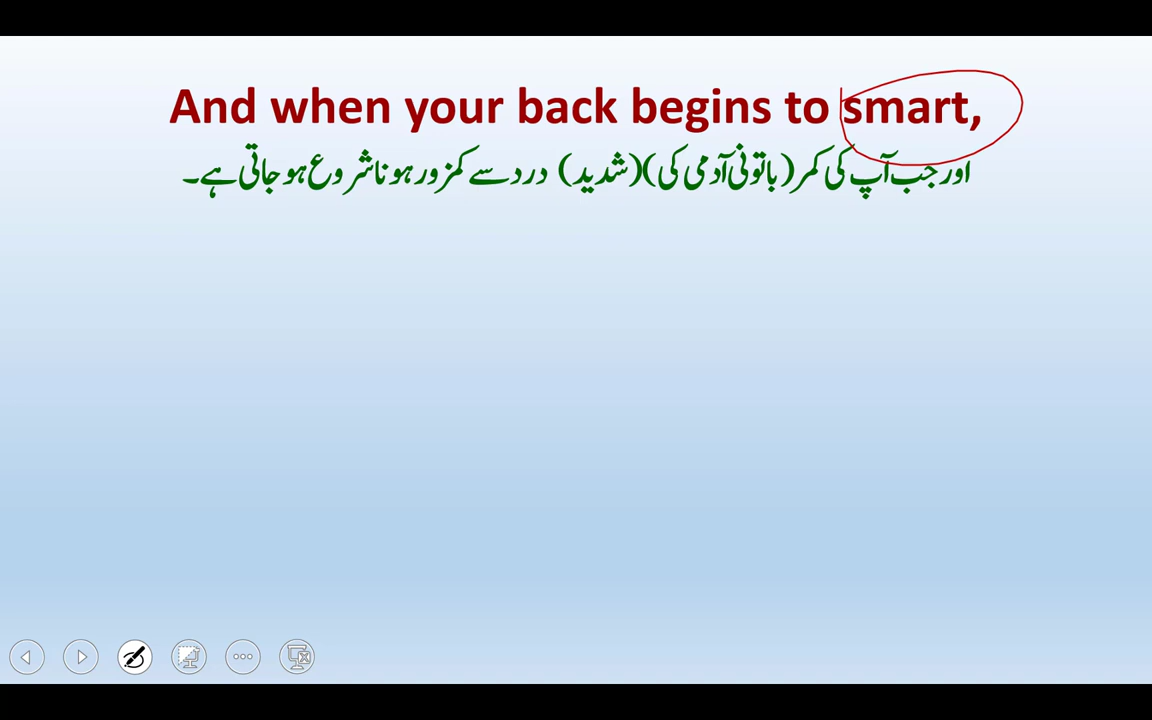 And when your back begins to smart,
اور جب آپ کی کمر (باتونی آدمی کی)(شدید) درد سے کمزور ہونا شروع ہو جاتی ہے۔